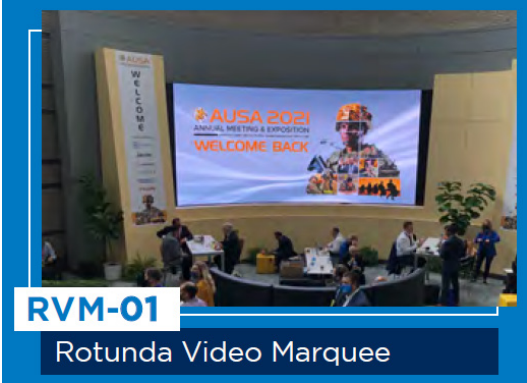 AUSA
WELCOME
AUSA 2021
ANNUAL MEETING & EXPOSITION
WELCOME BACK
RVM-01
Rotunda Video Marquee